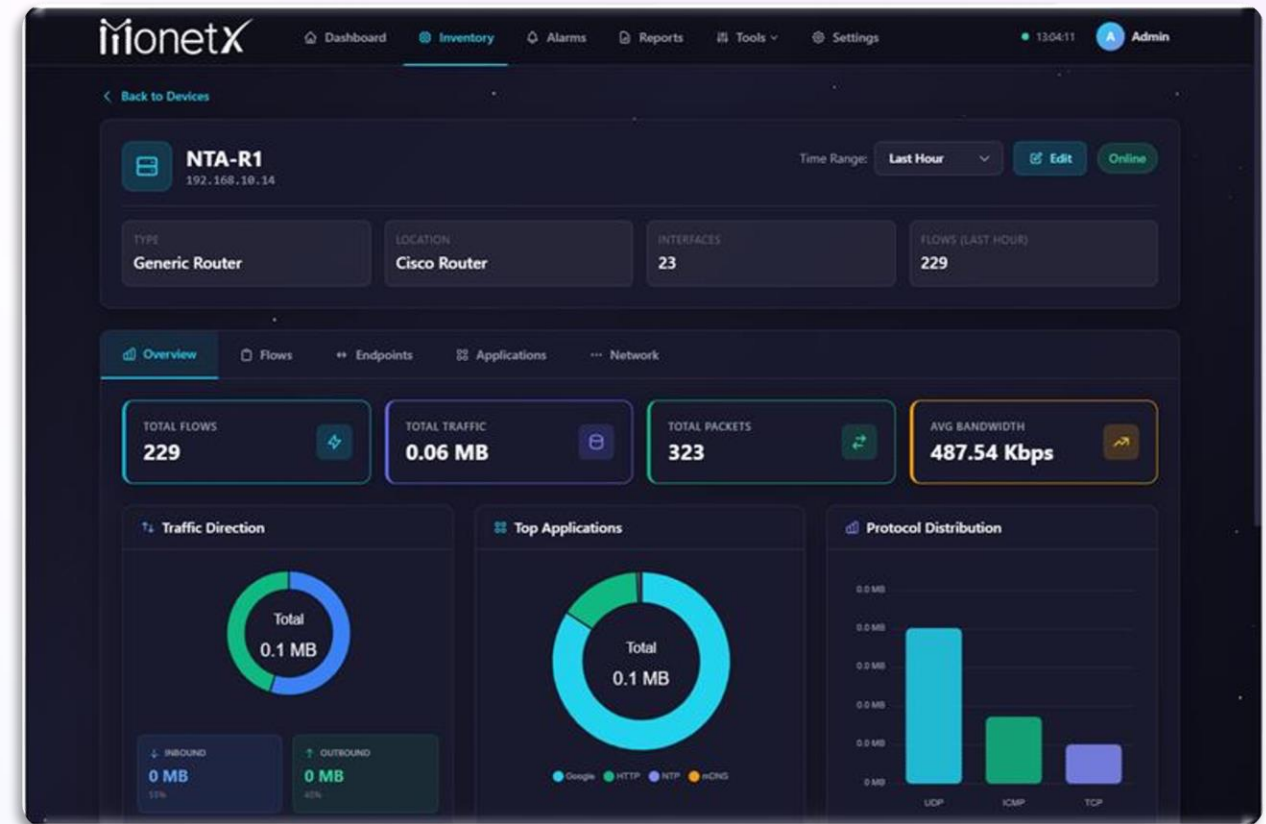 MonetX
Dashboard Inventory Alarms Reports Tools Settings 13:04:11 A Admin
Back to Devices
NTA-R1
192.168.10.14
Time Range: Last Hour Edit Online
TYPE LOCATION INTERFACES FLOWS (LAST HOUR)
Generic Router Cisco Router 23 229
Overview Flows Endpoints Applications Network
TOTAL FLOWS TOTAL TRAFFIC TOTAL PACKETS AVG BANDWIDTH
229 0.06 MB 323 487.54 Kbps
Traffic Direction
Total
0.1 MB
INBOUND
0 MB
55%
OUTBOUND
0 MB
45%
Top Applications
Total
0.1 MB
Google HTTP NTP mDNS
Protocol Distribution
0.0 MB
0.0 MB
0.0 MB
0.0 MB
0.0 MB
0 MB
UDP ICMP TCP